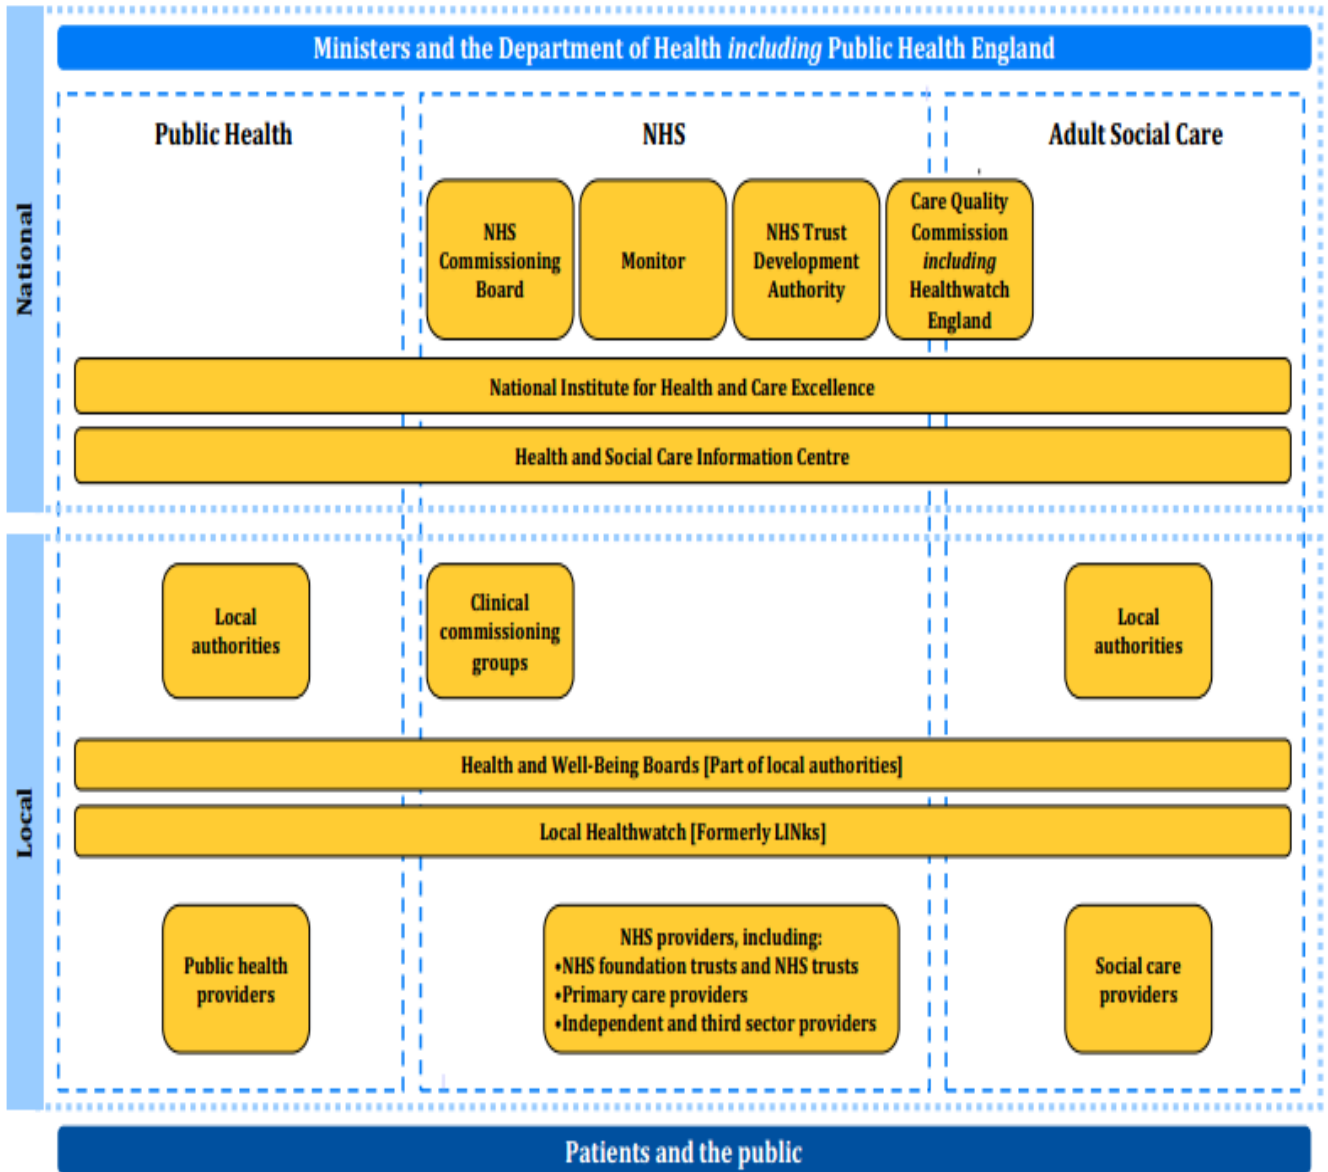 Ministers and the Department of Health including Public Health England
Public Health
NHS
Adult Social Care
National
NHS
Commissioning
Board
Monitor
NHS Trust
Development
Authority
Care Quality
Commission
including
Healthwatch
England
National Institute for Health and Care Excellence
Health and Social Care Information Centre
Local
Local
authorities
Clinical
commissioning
groups
Local
authorities
Health and Well-Being Boards [Part of local authorities]
Local Healthwatch [Formerly LINks]
Public health
providers
NHS providers, including:
•NHS foundation trusts and NHS trusts
•Primary care providers
•Independent and third sector providers
Social care
providers
Patients and the public